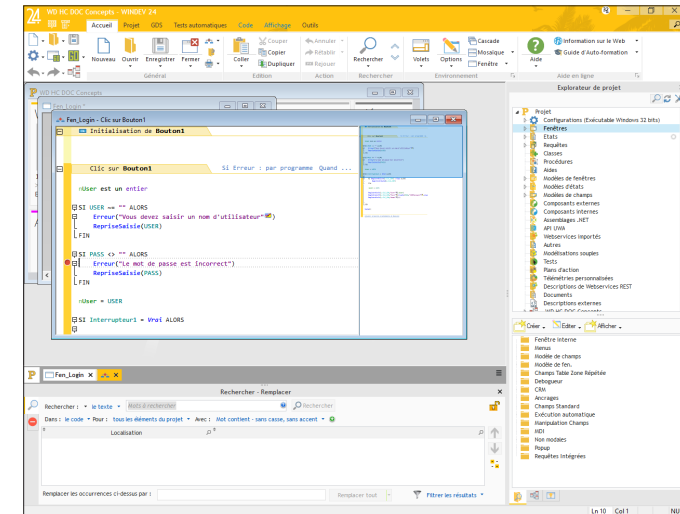 WD HC DOC Concepts - WINDEV 24
Accueil Projet GDS Tests automatiques Code Affichage Outils
Nouveau Ouvrir Enregistrer Fermer
Général
Coller Couper Copier Dupliquer
Edition
Annuler Rétablir Rejouer
Action
Rechercher
Rechercher
Volets Options Cascade Mosaïque Fenêtre
Environnement
Aide Information sur le Web Guide d'Auto-formation
Aide en ligne
WD HC DOC Concepts
Fen_Login *
Fen_Login - Clic sur Bouton1
Initialisation de Bouton1
Clic sur Bouton1 Si Erreur : par programme Quand ...
nUser est un entier
SI USER ~= "" ALORS
Erreur("Vous devez saisir un nom d'utilisateur")
RepriseSaisie(USER)
FIN
SI PASS <> "" ALORS
Erreur("Le mot de passe est incorrect")
RepriseSaisie(PASS)
FIN
nUser = USER
SI Interrupteur1 = Vrai ALORS
Fen_Login
Rechercher - Remplacer
Rechercher : le texte Mots à rechercher Rechercher
Dans : le code Pour : tous les éléments du projet Avec : Mot contient - sans casse, sans accent
Localisation
Remplacer les occurrences ci-dessus par : Remplacer tout Filtrer les résultats
Explorateur de projet
Projet
Configurations (Exécutable Windows 32 bits)
Fenêtres
Etats
Requêtes
Classes
Procédures
Aides
Modèles de fenêtres
Modèles d'états
Modèles de champs
Composants externes
Composants internes
Assemblages .NET
API UWA
Webservices importés
Autres
Modélisations souples
Tests
Plans d'action
Télémétries personnalisées
Descriptions de Webservices REST
Documents
Descriptions externes
WD HC DOC Concepts
Créer Editer Afficher
Fenêtre Interne
Menus
Modèle de champs
Modèle de fen.
Champs Table Zone Répétée
Debogueur
CRM
Ancrages
Champs Standard
Exécution automatique
Manipulation Champs
MDI
Non modales
Popup
Requêtes Intégrées
Ln 10 Col 1 NU